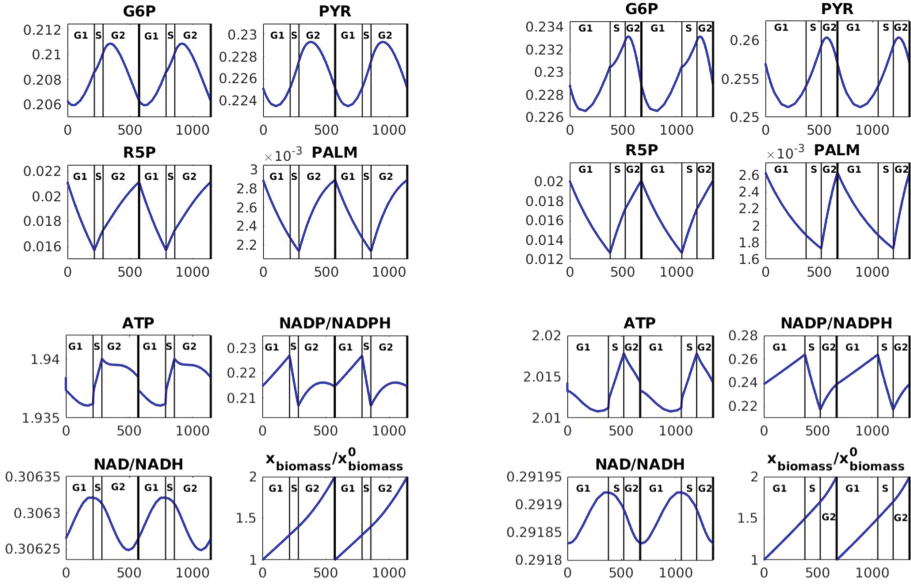 G6P
0.212
0.21
0.208
0.206
G1 S G2 G1 S G2
0 500 1000
PYR
0.23
0.228
0.226
0.224
G1 S G2 G1 S G2
0 500 1000
R5P
0.022
0.02
0.018
0.016
G1 S G2 G1 S G2
0 500 1000
×10⁻³ PALM
3
2.8
2.6
2.4
2.2
G1 S G2 G1 S G2
0 500 1000
ATP
1.94
1.935
G1 S G2 G1 S G2
0 500 1000
NADP/NADPH
0.23
0.22
0.21
G1 S G2 G1 S G2
0 500 1000
NAD/NADH
0.30635
0.3063
0.30625
G1 S G2 G1 S G2
0 500 1000
x_biomass/x⁰_biomass
2
1.5
1
G1 S G2 G1 S G2
0 500 1000
G6P
0.234
0.23
0.228
0.226
G1 S G2 G1 S G2
0 500 1000
PYR
0.26
0.255
0.25
G1 S G2 G1 S G2
0 500 1000
R5P
0.02
0.018
0.016
0.014
0.012
G1 S G2 G1 S G2
0 500 1000
×10⁻³ PALM
2.6
2.4
2.2
2
1.8
1.6
G1 S G2 G1 S G2
0 500 1000
ATP
2.02
2.015
2.01
G1 S G2 G1 S G2
0 500 1000
NADP/NADPH
0.28
0.26
0.24
0.22
G1 S G2 G1 S G2
0 500 1000
NAD/NADH
0.29195
0.2919
0.29185
0.2918
G1 S G2 G1 S G2
0 500 1000
x_biomass/x⁰_biomass
2
1.5
1
G1 S G2 G1 S G2
0 500 1000